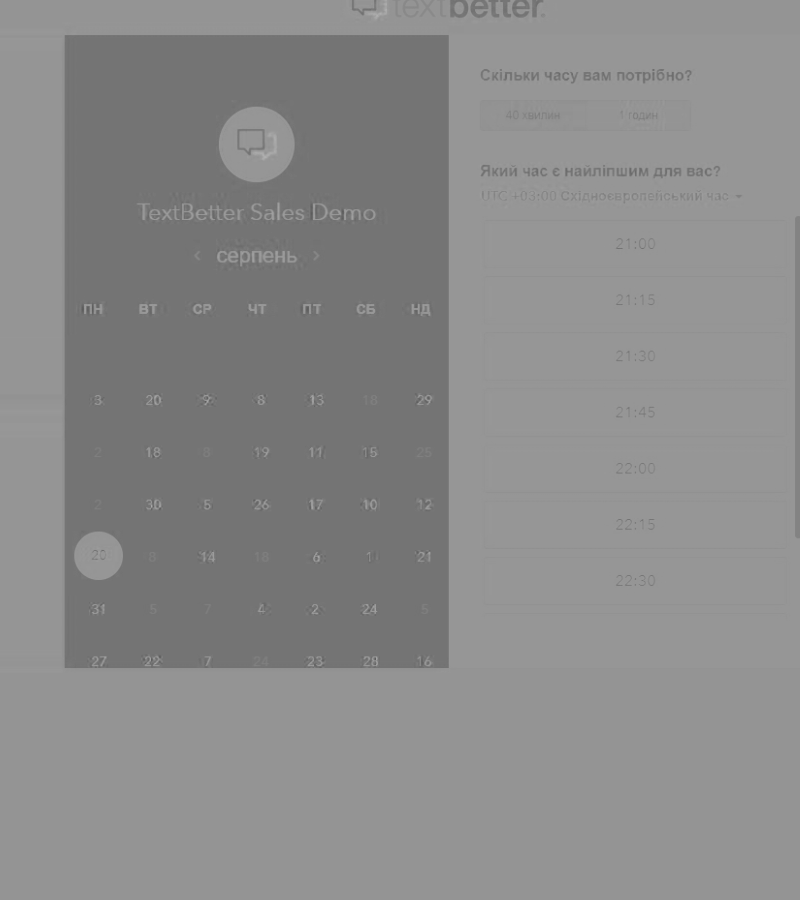 textbetter.
TextBetter Sales Demo
‹ серпень ›
ПН ВТ СР ЧТ ПТ СБ НД
3 20 9 8 13 18 29
2 18 8 19 11 15 25
2 30 5 26 17 10 12
20 6 14 18 6 1 21
31 5 7 4 2 24 5
27 22 7 24 23 28 16
Скільки часу вам потрібно?
40 хвилин 1 годин
Який час є найліпшим для вас?
UTC +03:00 Східноєвропейський час
21:00
21:15
21:30
21:45
22:00
22:15
22:30